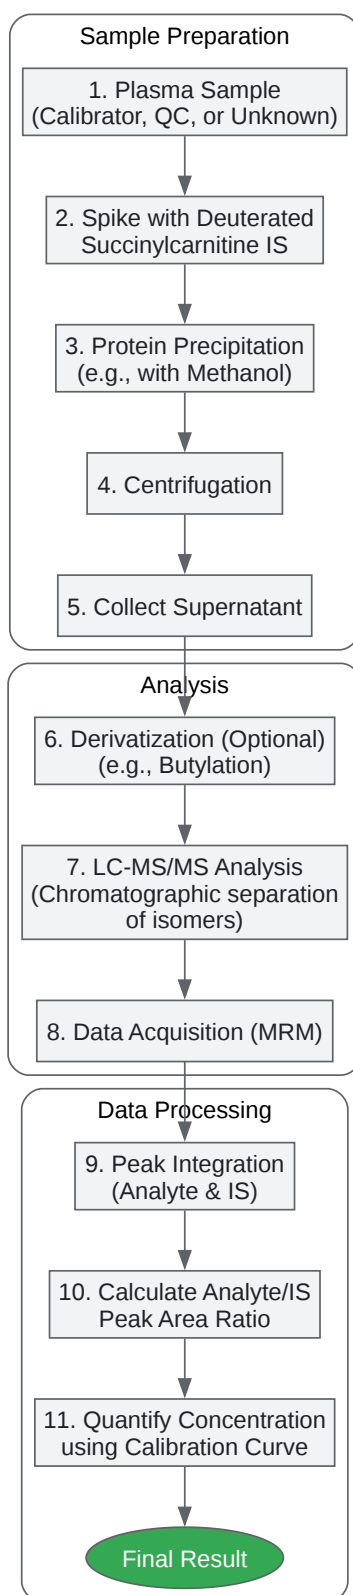 Sample Preparation
1. Plasma Sample
(Calibrator, QC, or Unknown)
2. Spike with Deuterated
Succinylcarnitine IS
3. Protein Precipitation
(e.g., with Methanol)
4. Centrifugation
5. Collect Supernatant
Analysis
6. Derivatization (Optional)
(e.g., Butylation)
7. LC-MS/MS Analysis
(Chromatographic separation
of isomers)
8. Data Acquisition (MRM)
Data Processing
9. Peak Integration
(Analyte & IS)
10. Calculate Analyte/IS
Peak Area Ratio
11. Quantify Concentration
using Calibration Curve
Final Result